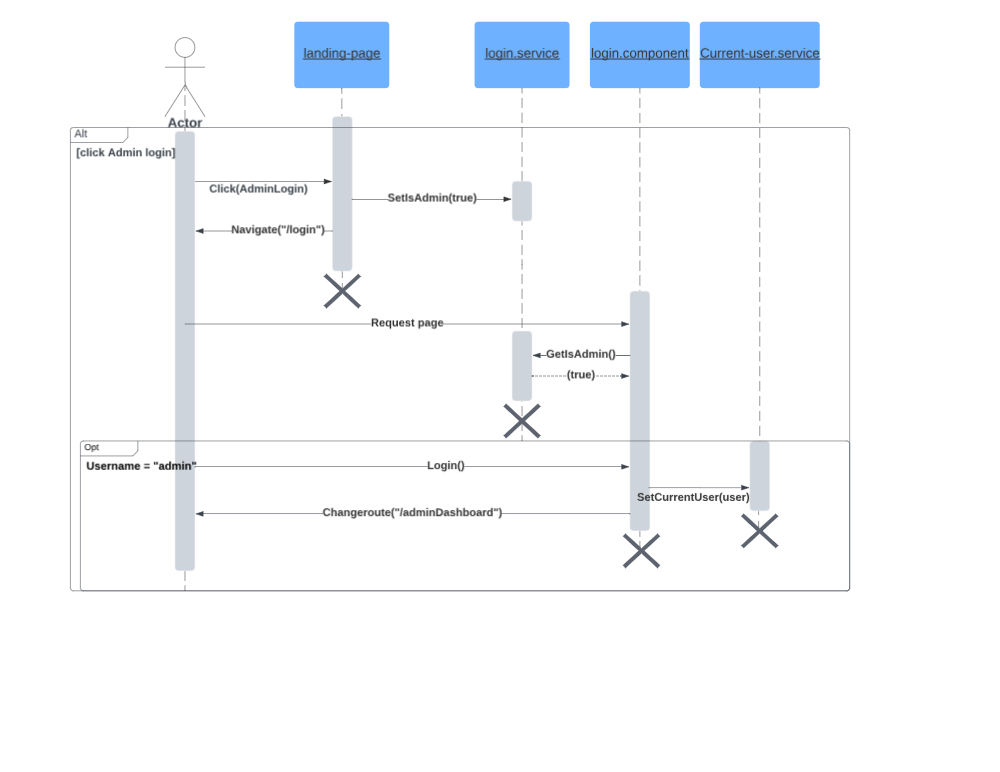 landing-page
login.service
login.component
Current-user.service
Actor
Alt
[click Admin login]
Click(AdminLogin)
SetIsAdmin(true)
Navigate("/login")
Request page
GetIsAdmin()
(true)
Opt
Username = "admin"
Login()
SetCurrentUser(user)
Changeroute("/adminDashboard")